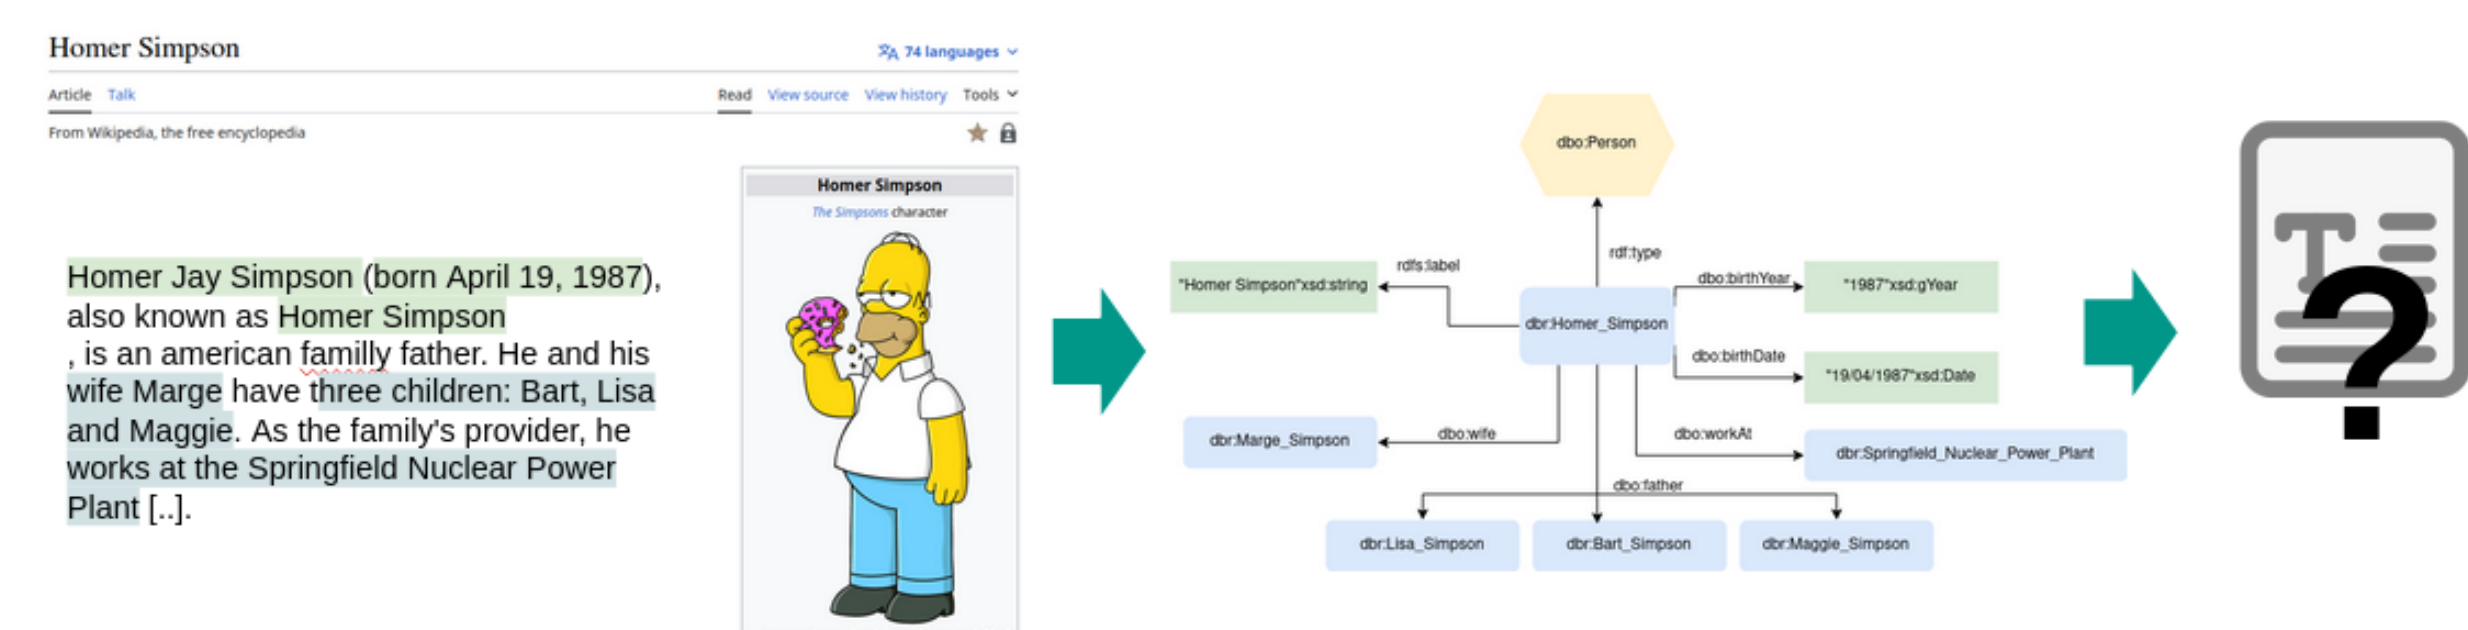 Homer Simpson
74 languages
Article Talk
Read View source View history Tools
From Wikipedia, the free encyclopedia
Homer Simpson
The Simpsons character
Homer Jay Simpson (born April 19, 1987),
also known as Homer Simpson
, is an american familly father. He and his
wife Marge have three children: Bart, Lisa
and Maggie. As the family's provider, he
works at the Springfield Nuclear Power
Plant [..].
dbo:Person
rdf:type
rdfs:label
"Homer Simpson"xsd:string
dbr:Homer_Simpson
dbo:birthYear
"1987"xsd:gYear
dbo:birthDate
"19/04/1987"xsd:Date
dbr:Marge_Simpson
dbo:wife
dbo:workAt
dbr:Springfield_Nuclear_Power_Plant
dbo:father
dbr:Lisa_Simpson
dbr:Bart_Simpson
dbr:Maggie_Simpson
T
?